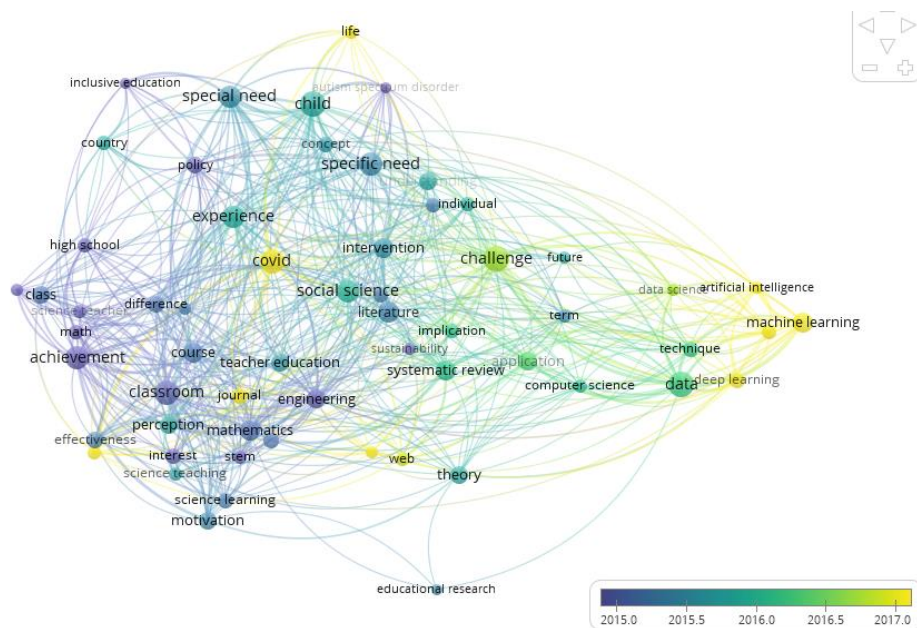 life
inclusive education
autism spectrum disorder
special need
child
country
concept
policy
specific need
individual
experience
high school
intervention
covid
challenge
future
class
social science
data science
artificial intelligence
science teacher
difference
literature
term
machine learning
math
implication
achievement
course
sustainability
technique
teacher education
systematic review
application
computer science
data
deep learning
classroom
journal
engineering
perception
mathematics
effectiveness
interest
stem
web
science teaching
theory
science learning
motivation
educational research
2015.0
2015.5
2016.0
2016.5
2017.0